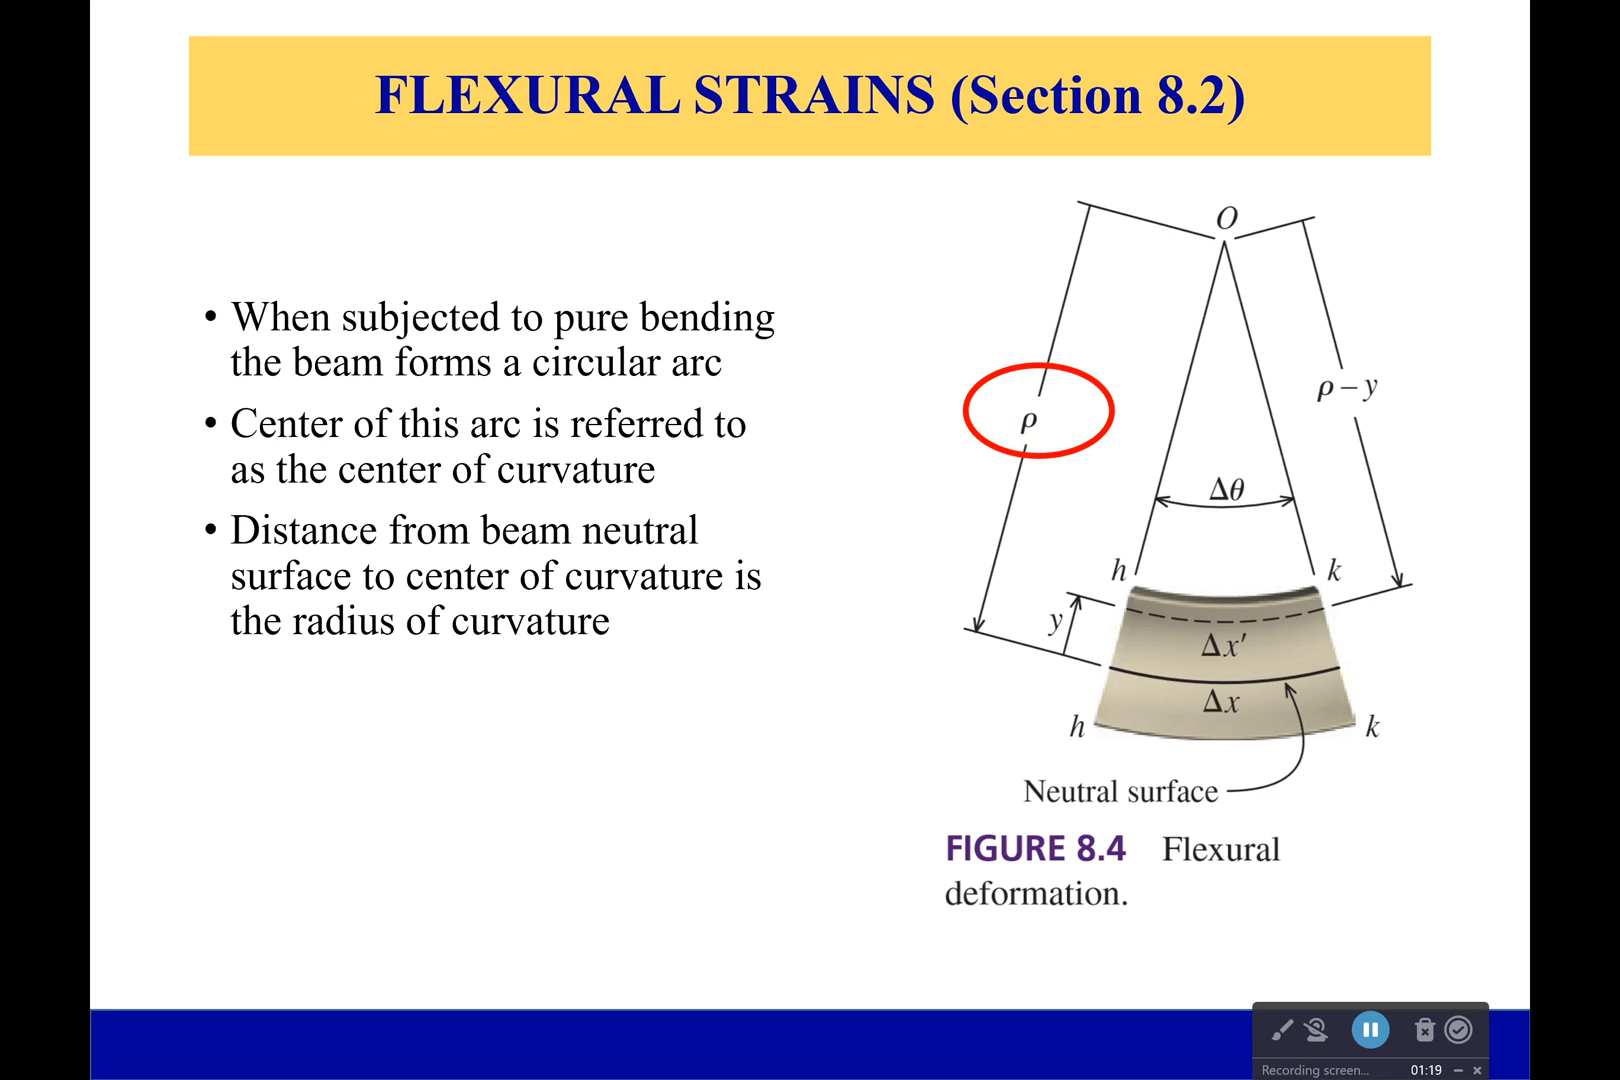 FLEXURAL STRAINS (Section 8.2)
• When subjected to pure bending
the beam forms a circular arc
• Center of this arc is referred to
as the center of curvature
• Distance from beam neutral
surface to center of curvature is
the radius of curvature
O
ρ – y
ρ
Δθ
h
k
y
Δx′
Δx
h
k
Neutral surface
FIGURE 8.4 Flexural
deformation.
Recording screen... 01:19